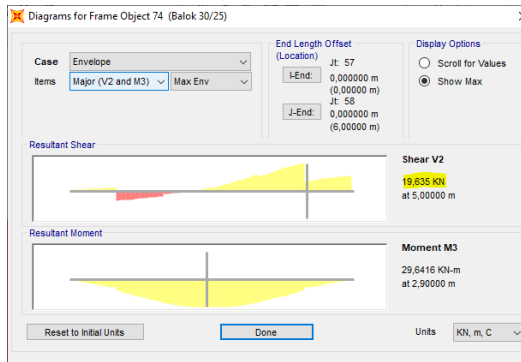 Diagrams for Frame Object 74 (Balok 30/25)
Case Envelope
Items Major (V2 and M3) Max Env
End Length Offset
(Location)
Jt: 57
I-End: 0,000000 m
(0,00000 m)
Jt: 58
J-End: 0,000000 m
(6,00000 m)
Display Options
Scroll for Values
Show Max
Resultant Shear
Shear V2
19,635 KN
at 5,00000 m
Resultant Moment
Moment M3
29,6416 KN-m
at 2,90000 m
Reset to Initial Units Done Units KN, m, C